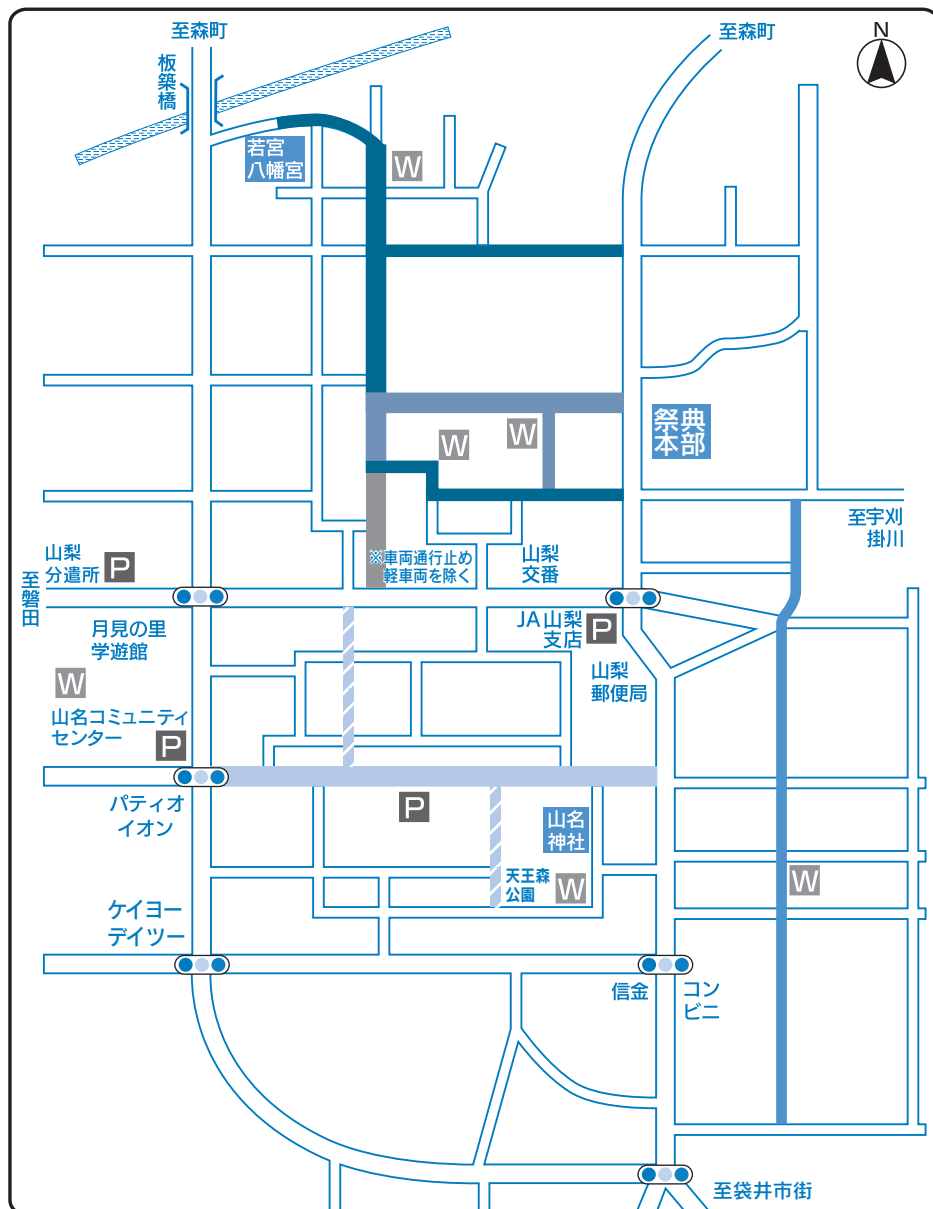 至森町
至森町
N
板築橋
若宮
八幡宮
W
祭典
本部
W
W
至宇刈
掛川
山梨
分遣所
P
※車両通行止め
軽車両を除く
山梨
交番
至磐田
月見の里
学遊館
JA山梨
支店
P
山梨
郵便局
W
山名コミュニティ
センター
P
パティオ
イオン
P
山名
神社
天王森
公園
W
W
ケイヨー
デイツー
信金
コン
ビニ
至袋井市街